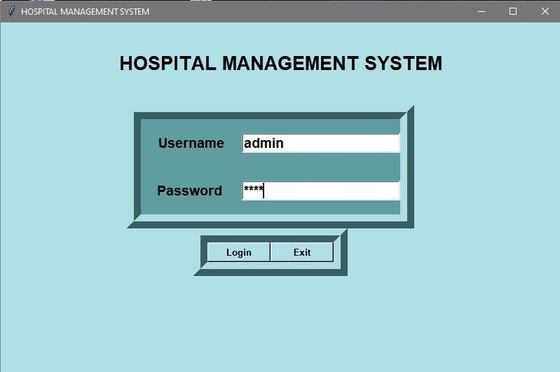 HOSPITAL MANAGEMENT SYSTEM
HOSPITAL MANAGEMENT SYSTEM
Username admin
Password ****
Login Exit